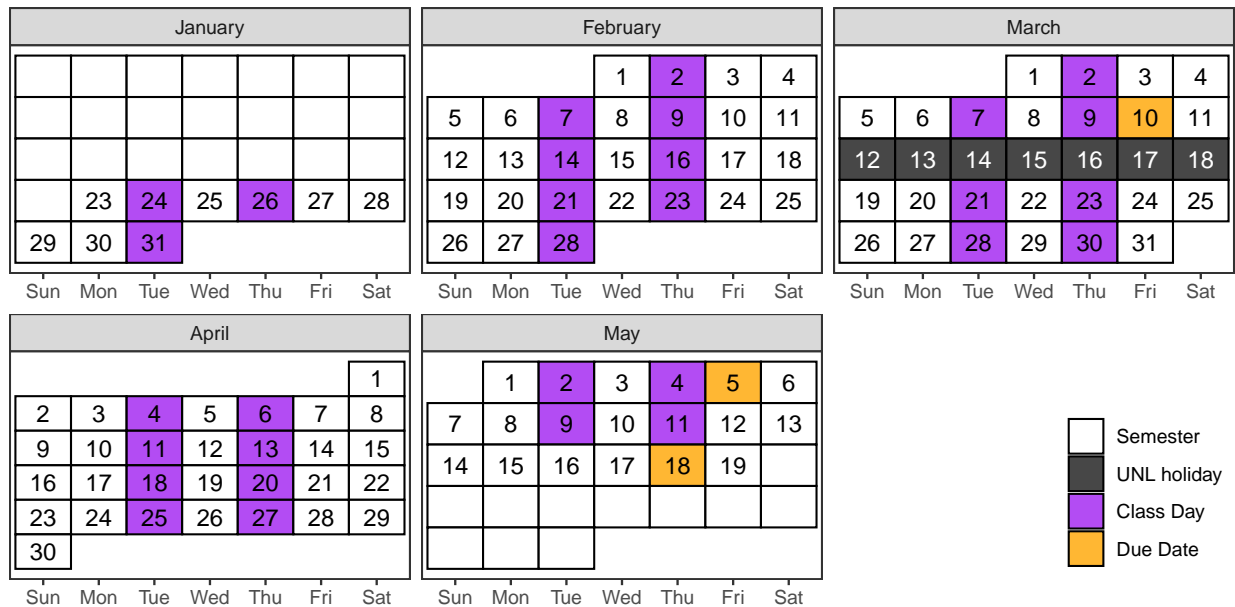 January
23 24 25 26 27 28
29 30 31
Sun Mon Tue Wed Thu Fri Sat
February
1 2 3 4
5 6 7 8 9 10 11
12 13 14 15 16 17 18
19 20 21 22 23 24 25
26 27 28
Sun Mon Tue Wed Thu Fri Sat
March
1 2 3 4
5 6 7 8 9 10 11
12 13 14 15 16 17 18
19 20 21 22 23 24 25
26 27 28 29 30 31
Sun Mon Tue Wed Thu Fri Sat
April
1
2 3 4 5 6 7 8
9 10 11 12 13 14 15
16 17 18 19 20 21 22
23 24 25 26 27 28 29
30
Sun Mon Tue Wed Thu Fri Sat
May
1 2 3 4 5 6
7 8 9 10 11 12 13
14 15 16 17 18 19
Sun Mon Tue Wed Thu Fri Sat
Semester
UNL holiday
Class Day
Due Date